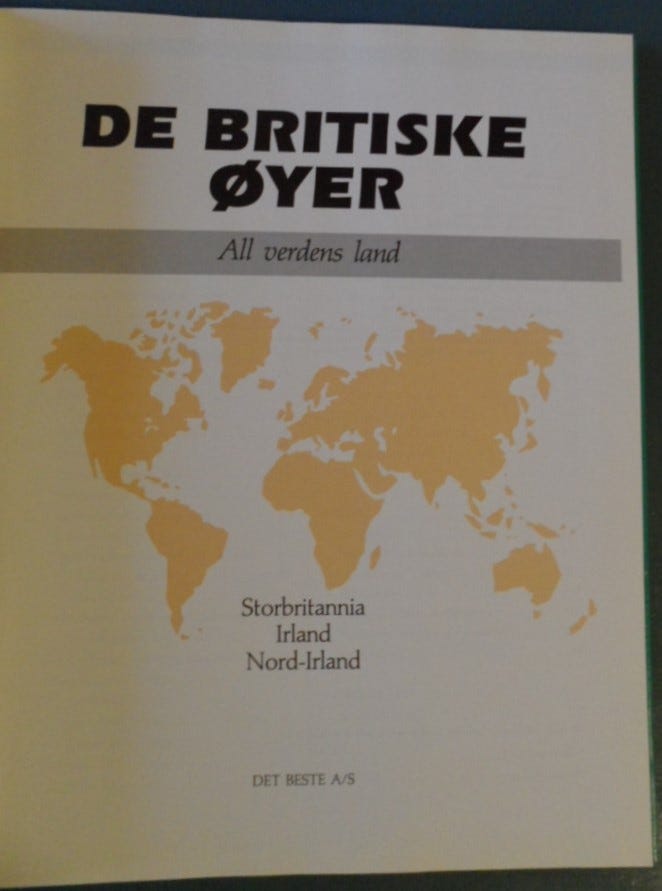 DE BRITISKE
ØYER
All verdens land
Storbritannia
Irland
Nord-Irland
DET BESTE A/S